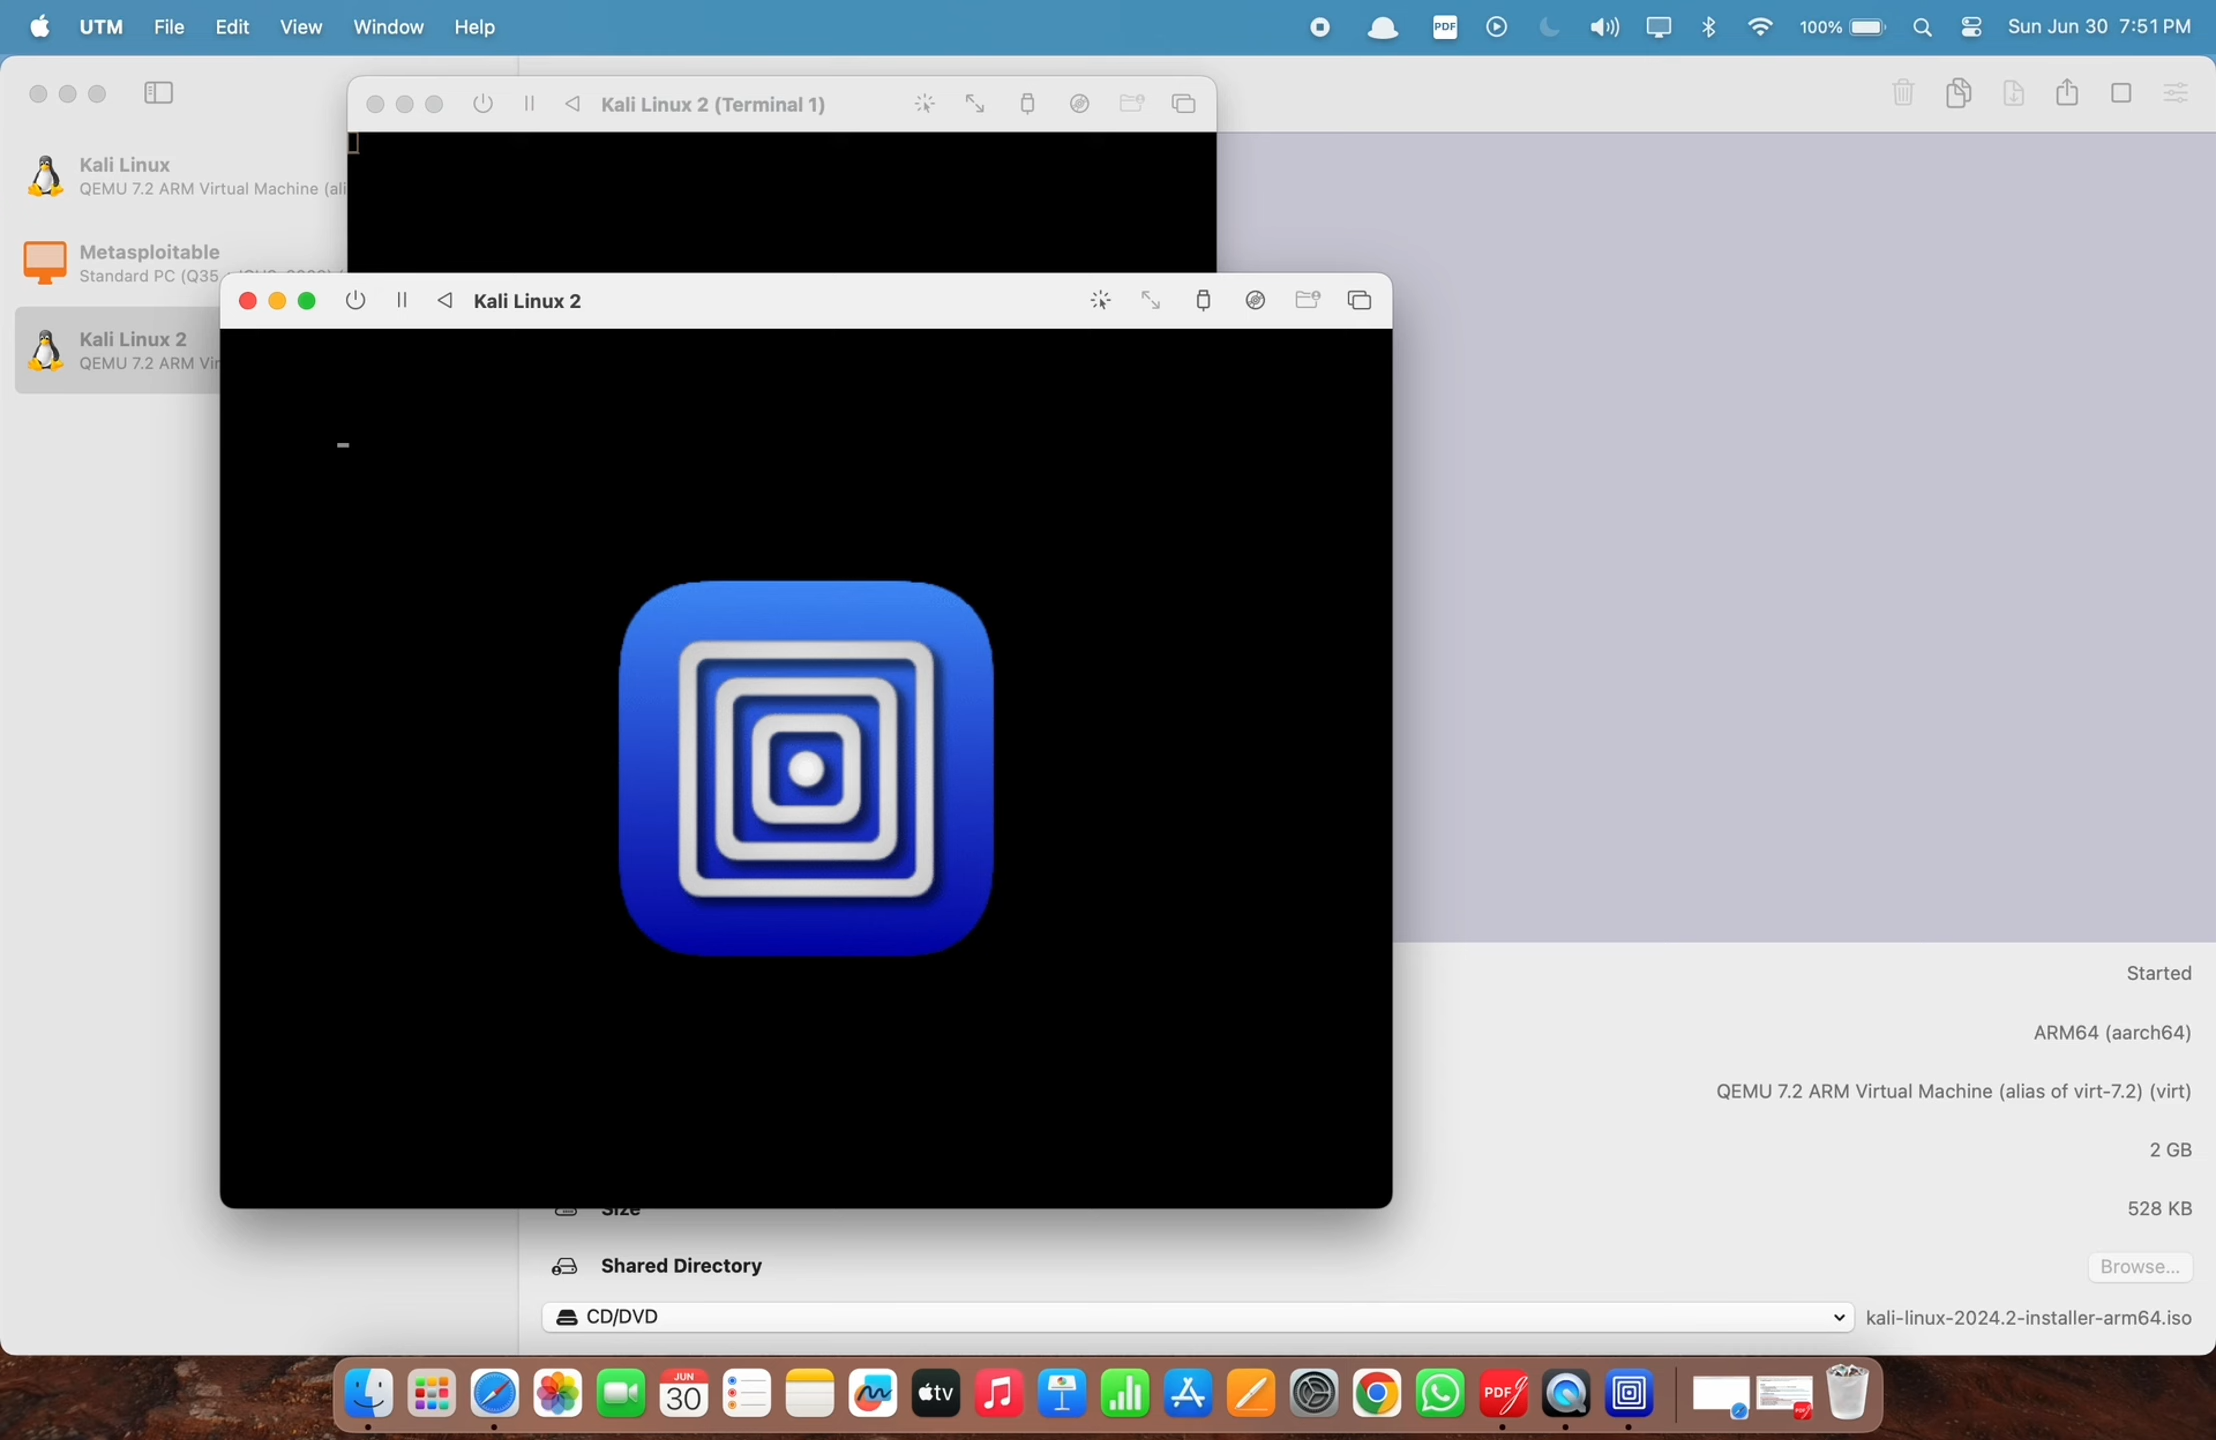 UTM File Edit View Window Help
PDF
100%
Sun Jun 30 7:51 PM
Kali Linux 2 (Terminal 1)
Kali Linux
QEMU 7.2 ARM Virtual Machine (ali
Metasploitable
Standard PC (Q35
Kali Linux 2
QEMU 7.2 ARM Vir
Kali Linux 2
Started
ARM64 (aarch64)
QEMU 7.2 ARM Virtual Machine (alias of virt-7.2) (virt)
2 GB
Size 528 KB
Shared Directory
Browse...
CD/DVD
kali-linux-2024.2-installer-arm64.iso
JUN
30
tv
PDF